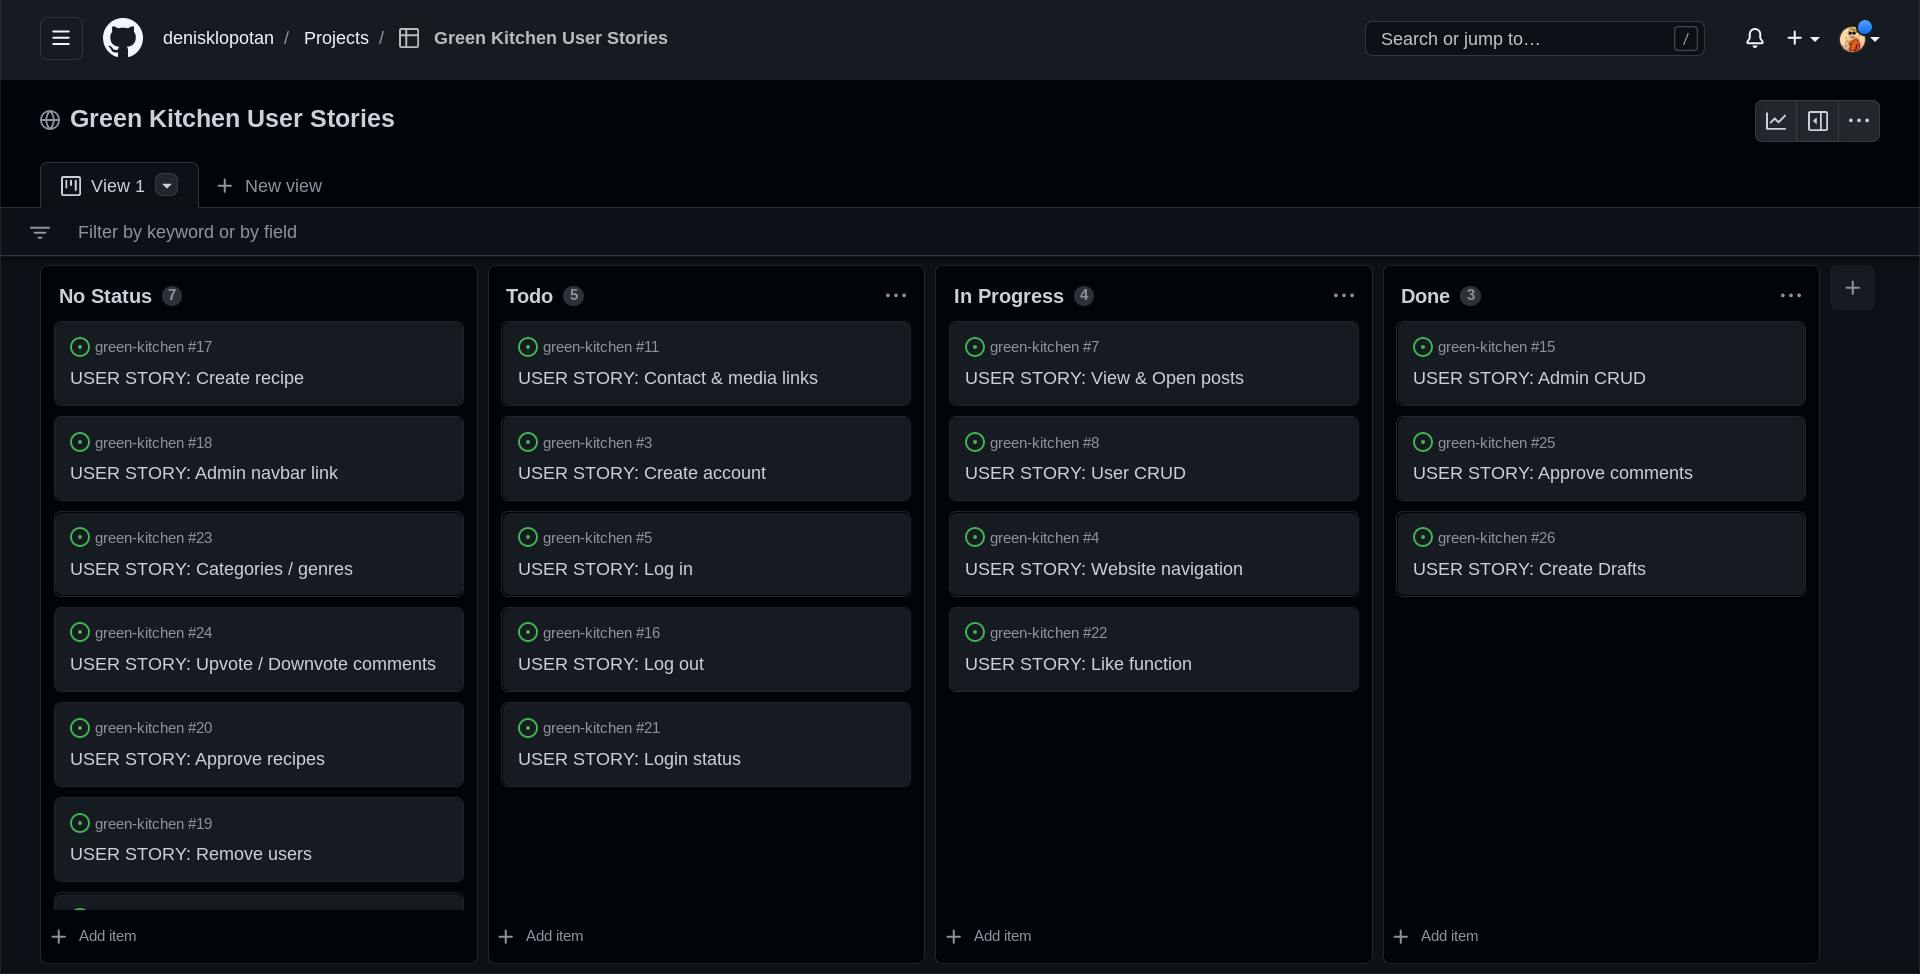 denisklopotan / Projects / Green Kitchen User Stories
Search or jump to… /
Green Kitchen User Stories
View 1
New view
Filter by keyword or by field
No Status 7
green-kitchen #17
USER STORY: Create recipe
green-kitchen #18
USER STORY: Admin navbar link
green-kitchen #23
USER STORY: Categories / genres
green-kitchen #24
USER STORY: Upvote / Downvote comments
green-kitchen #20
USER STORY: Approve recipes
green-kitchen #19
USER STORY: Remove users
Add item
Todo 5
green-kitchen #11
USER STORY: Contact & media links
green-kitchen #3
USER STORY: Create account
green-kitchen #5
USER STORY: Log in
green-kitchen #16
USER STORY: Log out
green-kitchen #21
USER STORY: Login status
Add item
In Progress 4
green-kitchen #7
USER STORY: View & Open posts
green-kitchen #8
USER STORY: User CRUD
green-kitchen #4
USER STORY: Website navigation
green-kitchen #22
USER STORY: Like function
Add item
Done 3
green-kitchen #15
USER STORY: Admin CRUD
green-kitchen #25
USER STORY: Approve comments
green-kitchen #26
USER STORY: Create Drafts
Add item